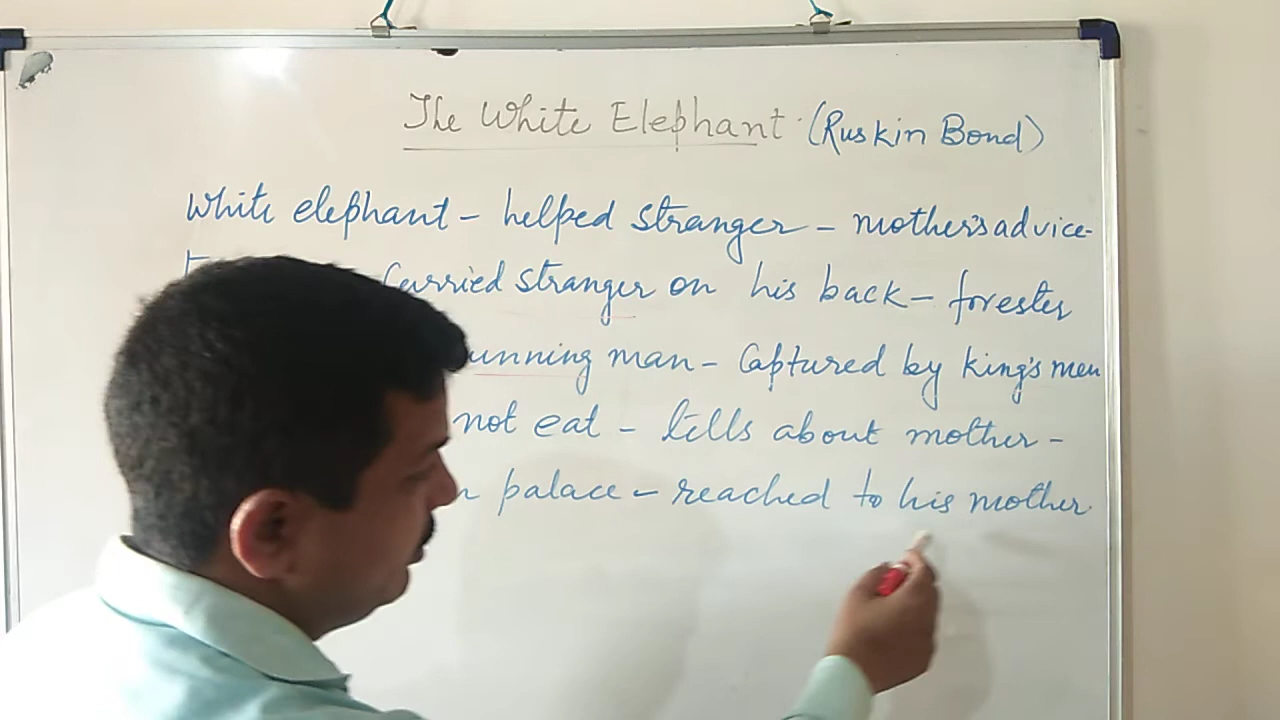 The White Elephant (Ruskin Bond)
White elephant - helped stranger - mother's advice -
Carried stranger on his back - forester
unning man - Captured by king's men
not eat - tells about mother -
palace - reached to his mother.